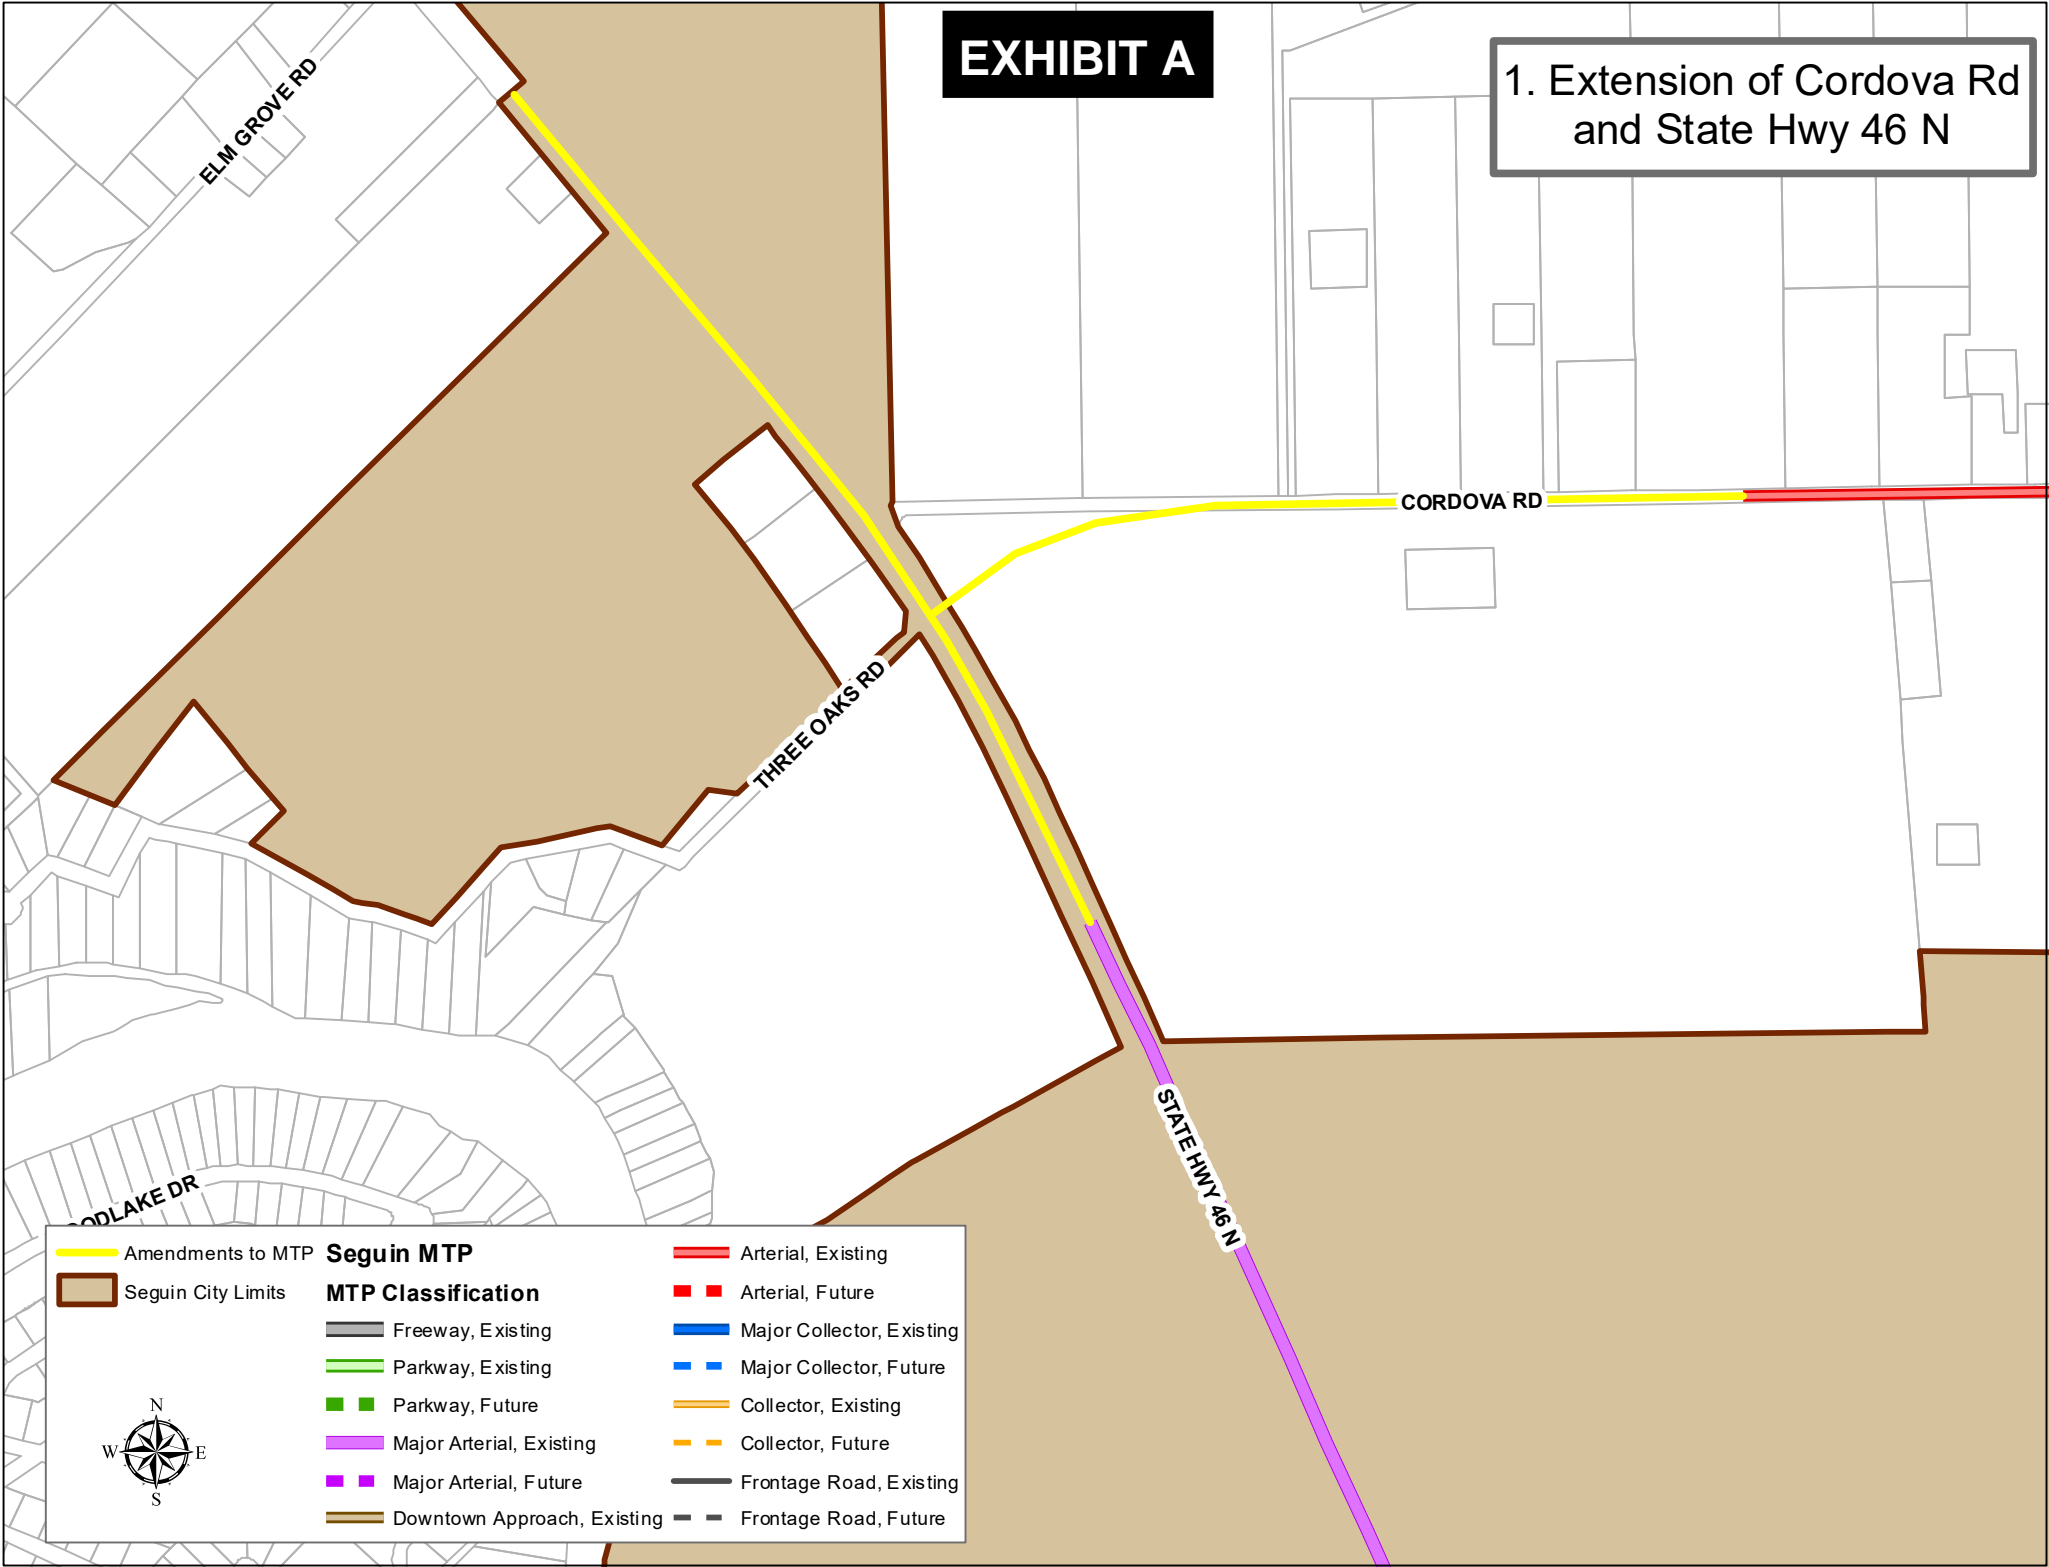 EXHIBIT A
1. Extension of Cordova Rd
and State Hwy 46 N
ELM GROVE RD
CORDOVA RD
THREE OAKS RD
STATE HWY 46 N
ODLAKE DR
Amendments to MTP
Seguin City Limits
Seguin MTP
MTP Classification
Freeway, Existing
Parkway, Existing
Parkway, Future
Major Arterial, Existing
Major Arterial, Future
Downtown Approach, Existing
Arterial, Existing
Arterial, Future
Major Collector, Existing
Major Collector, Future
Collector, Existing
Collector, Future
Frontage Road, Existing
Frontage Road, Future
N
W E
S